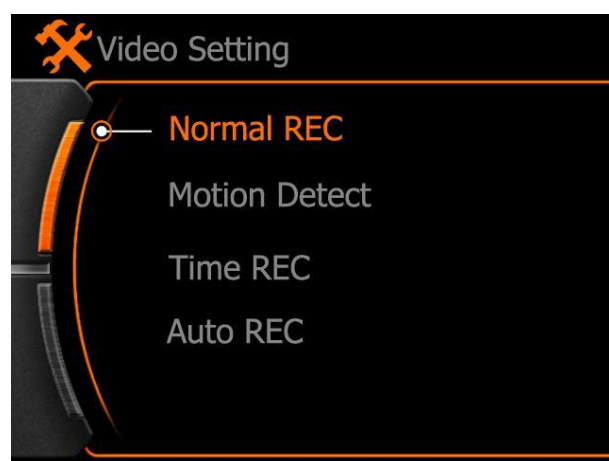 Video Setting
Normal REC
Motion Detect
Time REC
Auto REC